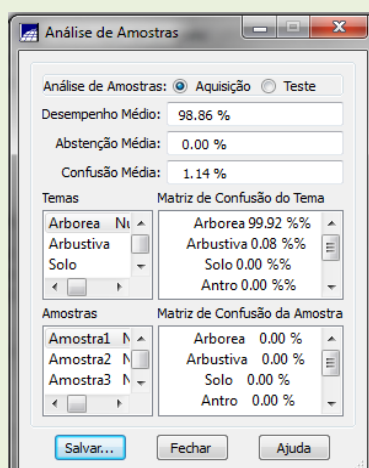 Análise de Amostras
Análise de Amostras: Aquisição Teste
Desempenho Médio: 98.86 %
Abstenção Média: 0.00 %
Confusão Média: 1.14 %
Temas Matriz de Confusão do Tema
Arborea Arborea 99.92 %%
Arbustiva Arbustiva 0.08 %%
Solo Solo 0.00 %%
Antro 0.00 %%
Amostras Matriz de Confusão da Amostra
Amostra1 Arborea 0.00 %
Amostra2 Arbustiva 0.00 %
Amostra3 Solo 0.00 %
Antro 0.00 %
Salvar... Fechar Ajuda